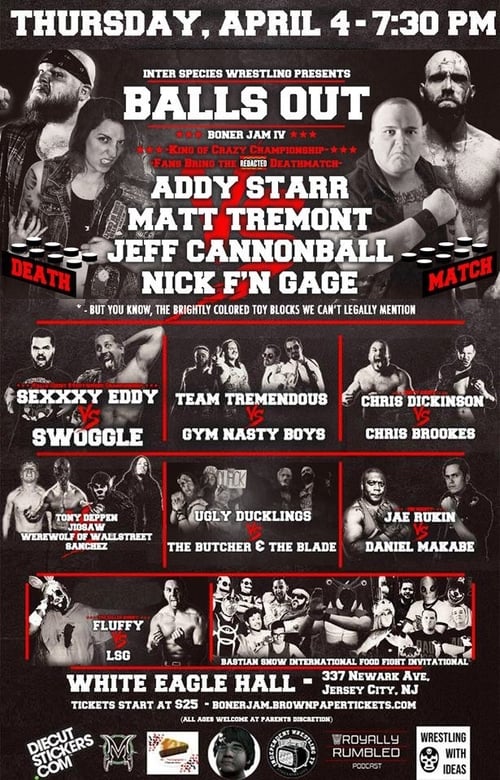 THURSDAY, APRIL 4 - 7:30 PM
INTER SPECIES WRESTLING PRESENTS
BALLS OUT
★★★ BONER JAM IV ★★★
★★★ -KING OF CRAZY CHAMPIONSHIP- ★★★
-FANS BRING THE REDACTED DEATHMATCH-
ADDY STARR
MATT TREMONT
VS
JEFF CANNONBALL
NICK F'N GAGE
DEATH
MATCH
* - BUT YOU KNOW, THE BRIGHTLY COLORED TOY BLOCKS WE CAN'T LEGALLY MENTION
SEXXXY EDDY
VS
SWOGGLE
TEAM TREMENDOUS
VS
GYM NASTY BOYS
CHRIS DICKINSON
VS
CHRIS BROOKES
TONY DEPPEN
JIGSAW
WEREWOLF OF WALLSTREET
SANCHEZ
UGLY DUCKLINGS
VS
THE BUTCHER & THE BLADE
JAE RUKIN
VS
DANIEL MAKABE
FLUFFY
VS
LSG
BASTIAN SNOW INTERNATIONAL FOOD FIGHT INVITATIONAL
WHITE EAGLE HALL - 337 NEWARK AVE,
JERSEY CITY, NJ
TICKETS START AT $25 - BONERJAM.BROWNPAPERTICKETS.COM
(ALL AGES WELCOME AT PARENTS DISCRETION)
DIECUT
STICKERS
.COM
INDEPENDENT WRESTLING TV
ROYALLY
RUMBLED
PODCAST
WRESTLING
WITH
IDEAS